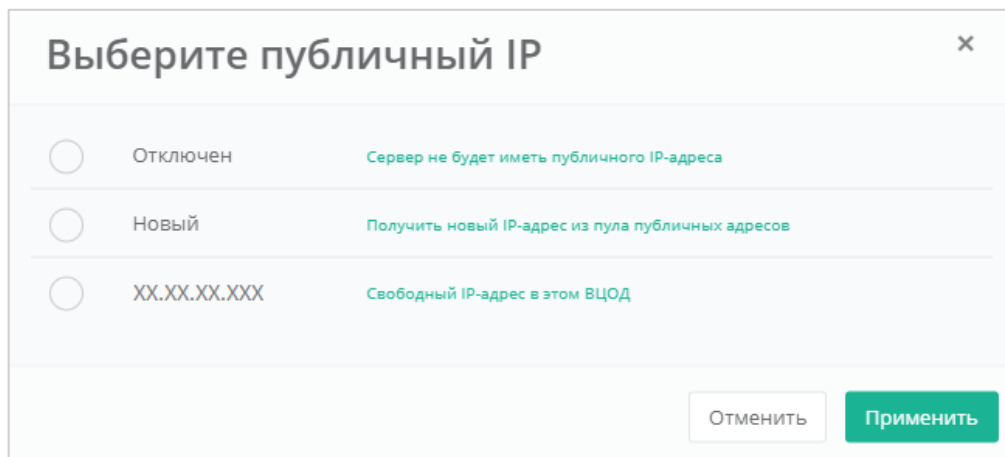 Выберите публичный IP
×
Отключен Сервер не будет иметь публичного IP-адреса
Новый Получить новый IP-адрес из пула публичных адресов
XX.XX.XX.XXX Свободный IP-адрес в этом ВЦОД
Отменить Применить